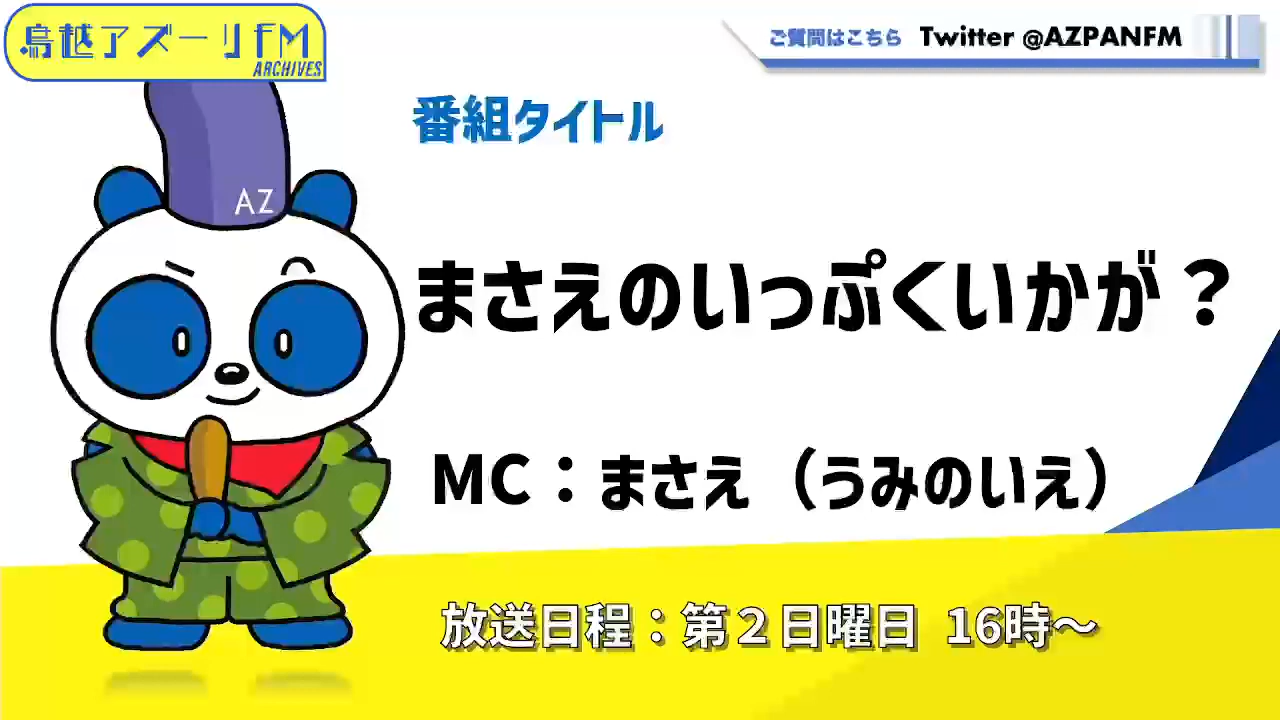 鳥越アズーリFM
ARCHIVES
ご質問はこちら Twitter @AZPANFM
番組タイトル
AZ
まさえのいっぷくいかが？
MC：まさえ（うみのいえ）
放送日程：第２日曜日 16時～